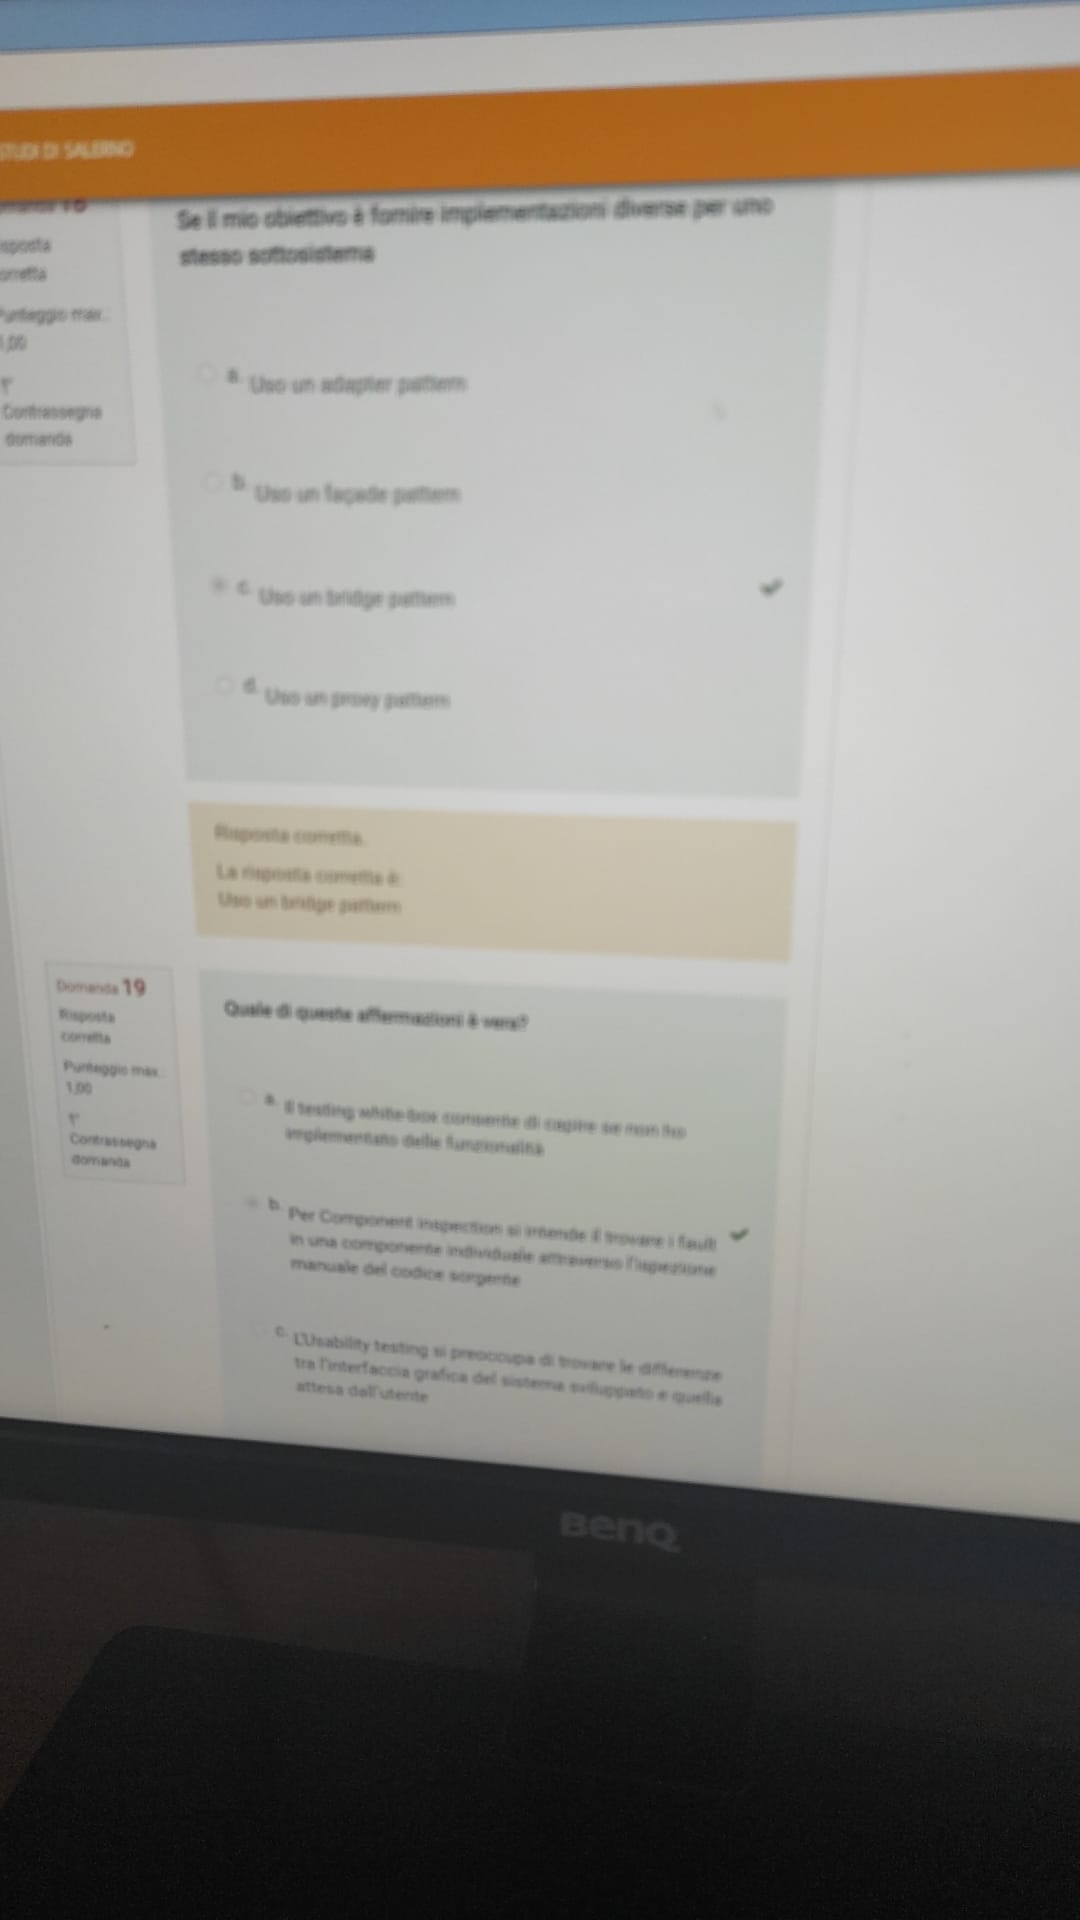 STUDI DI SALERNO
18
Se il mio obiettivo è fornire implementazioni diverse per uno
stesso sottosistema
isposta
orretta
Punteggio max.:
1,00
Contrassegna
domanda
a. Uso un adapter pattern
b. Uso un façade pattern
c. Uso un bridge pattern
d. Uso un proxy pattern
Risposta corretta.
La risposta corretta è:
Uso un bridge pattern
Domanda 19
Risposta
corretta
Punteggio max.:
1,00
Contrassegna
domanda
Quale di queste affermazioni è vera?
a. Il testing white-box consente di capire se non ho
implementato delle funzionalità
b. Per Component inspection si intende il trovare i fault
in una componente individuale attraverso l'ispezione
manuale del codice sorgente
c. L'Usability testing si preoccupa di trovare le differenze
tra l'interfaccia grafica del sistema sviluppato e quella
attesa dall'utente
BenQ